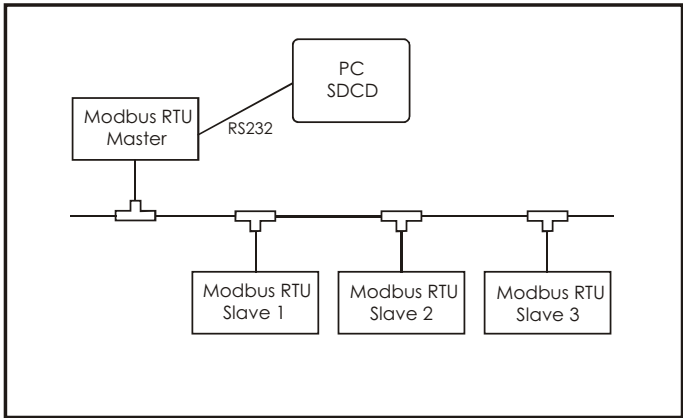 PC
SDCD
Modbus RTU
Master
RS232
Modbus RTU
Slave 1
Modbus RTU
Slave 2
Modbus RTU
Slave 3